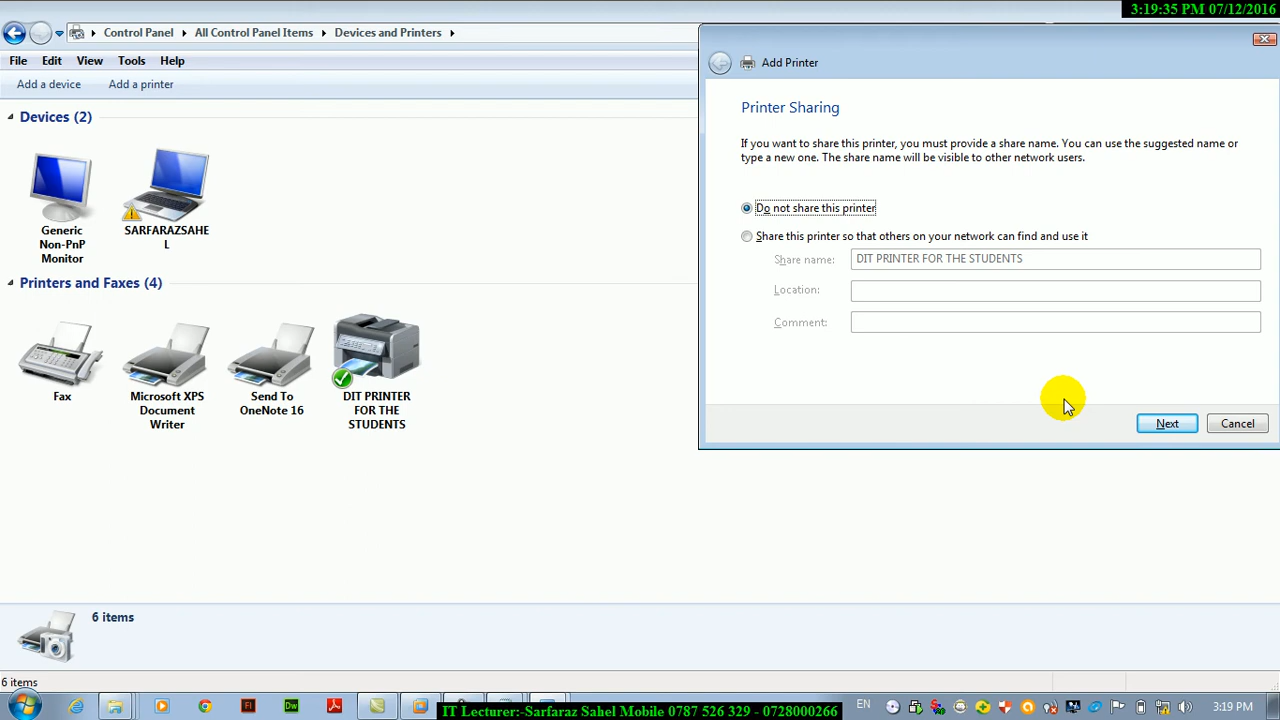 3:19:35 PM 07/12/2016
Control Panel
All Control Panel Items
Devices and Printers
File
Edit
View
Tools
Help
Add a device
Add a printer
Devices (2)
Generic
Non-PnP
Monitor
SARFARAZSAHE
L
Printers and Faxes (4)
Fax
Microsoft XPS
Document
Writer
Send To
OneNote 16
DIT PRINTER
FOR THE
STUDENTS
Add Printer
Printer Sharing
If you want to share this printer, you must provide a share name. You can use the suggested name or
type a new one. The share name will be visible to other network users.
Do not share this printer
Share this printer so that others on your network can find and use it
Share name:
DIT PRINTER FOR THE STUDENTS
Location:
Comment:
Next
Cancel
6 items
6 items
EN
3:19 PM
IT Lecturer:-Sarfaraz Sahel Mobile 0787 526 329 - 0728000266